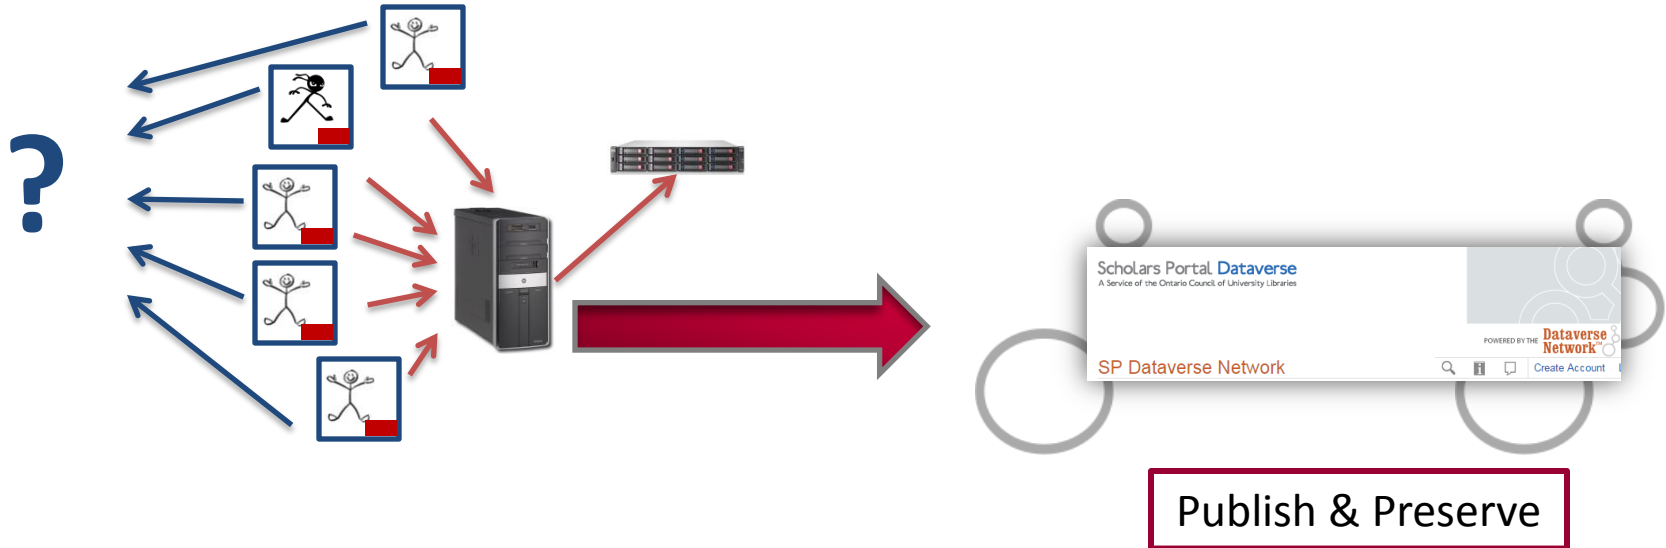 ?
Scholars Portal Dataverse
A Service of the Ontario Council of University Libraries
POWERED BY THE Dataverse
Network™
SP Dataverse Network
Create Account
Publish & Preserve